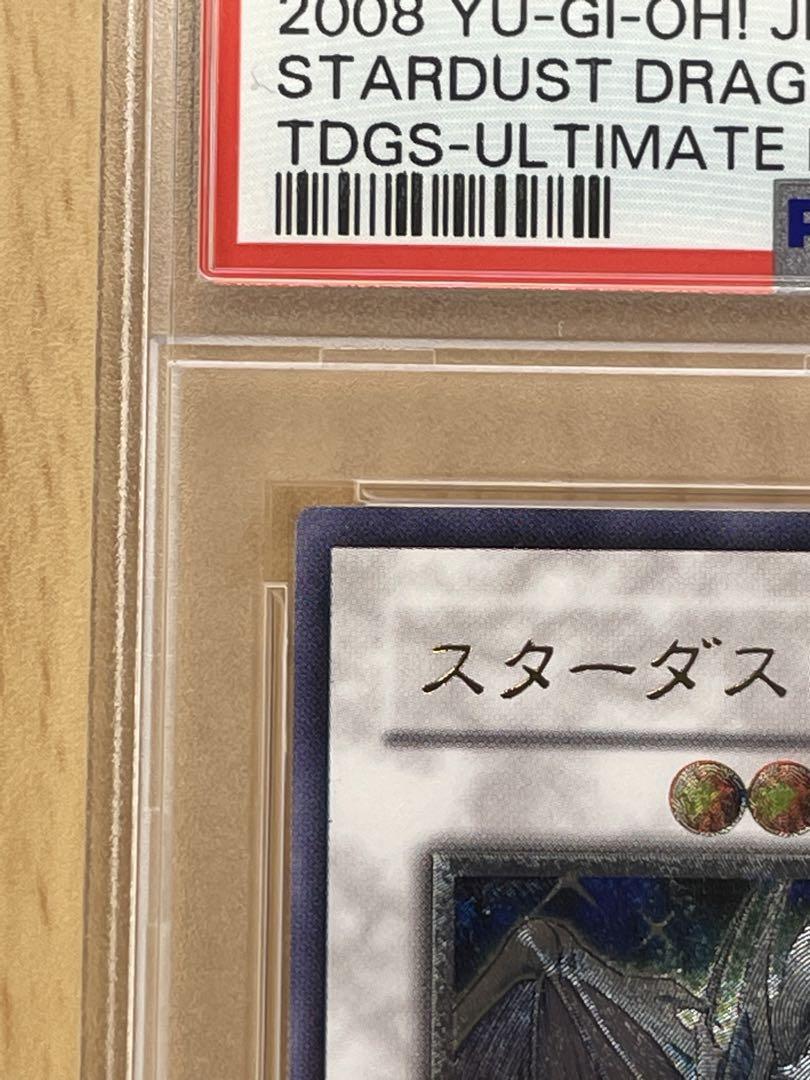 2008 YU-GI-OH!
STARDUST DRAG
TDGS-ULTIMATE
スターダス